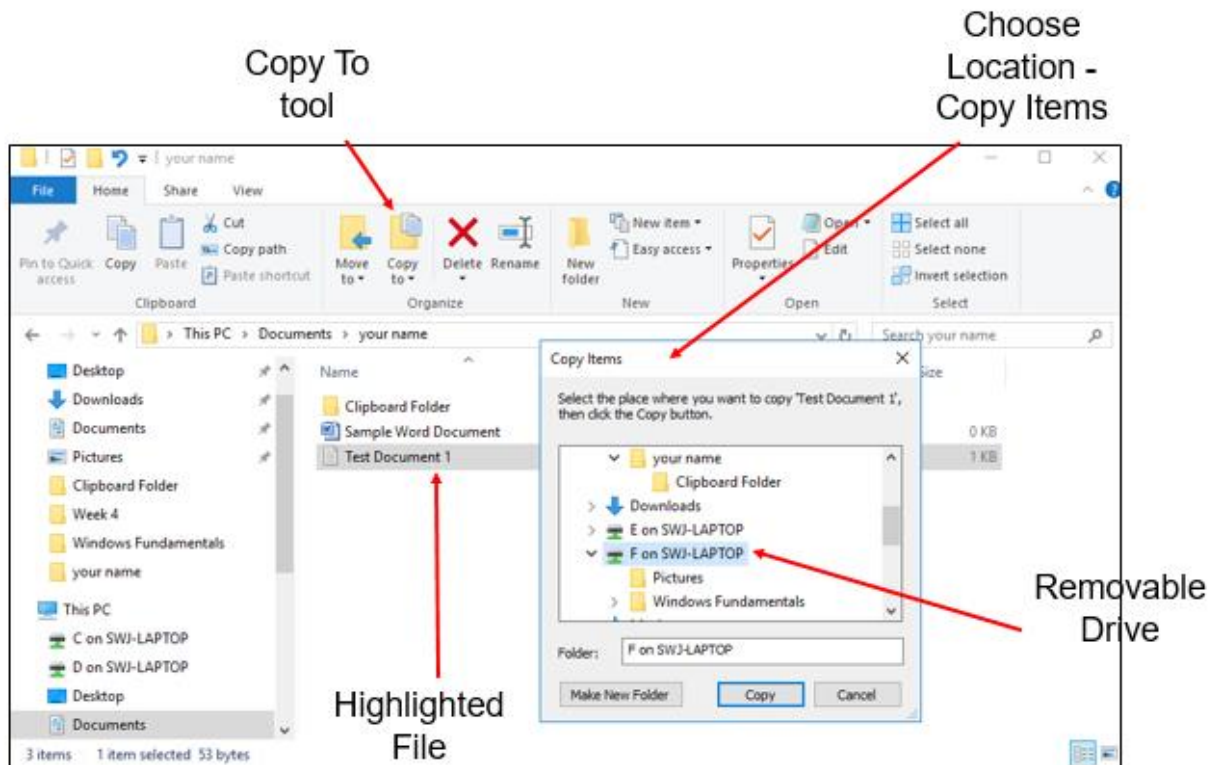 Copy To
tool
Choose
Location -
Copy Items
your name
File Home Share View
Pin to Quick
access
Copy
Paste
Cut
Copy path
Paste shortcut
Clipboard
Move
to
Copy
to
Delete
Rename
Organize
New
folder
New item
Easy access
New
Properties
Open
Edit
Open
Select all
Select none
Invert selection
Select
This PC > Documents > your name
Search your name
Desktop
Downloads
Documents
Pictures
Clipboard Folder
Week 4
Windows Fundamentals
your name
This PC
C on SWJ-LAPTOP
D on SWJ-LAPTOP
Desktop
Documents
Name
Size
Clipboard Folder
Sample Word Document
0 KB
Test Document 1
1 KB
Copy Items
Select the place where you want to copy 'Test Document 1',
then click the Copy button.
your name
Clipboard Folder
Downloads
E on SWJ-LAPTOP
F on SWJ-LAPTOP
Pictures
Windows Fundamentals
Folder: F on SWJ-LAPTOP
Make New Folder Copy Cancel
Removable
Drive
Highlighted
File
3 items 1 item selected 53 bytes